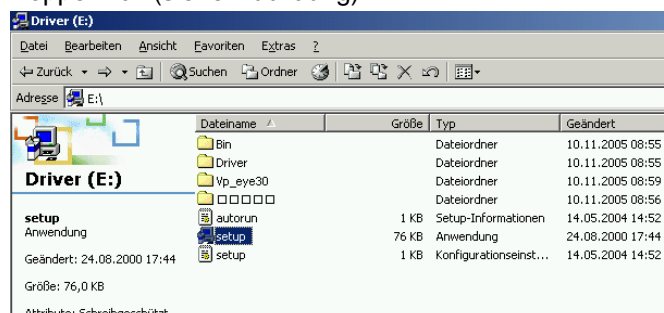 Driver (E:)
Datei Bearbeiten Ansicht Favoriten Extras ?
Zurück Suchen Ordner
Adresse E:\
Dateiname Größe Typ Geändert
Bin Dateiordner 10.11.2005 08:55
Driver Dateiordner 10.11.2005 08:55
Vp_eye30 Dateiordner 10.11.2005 08:59
□□□□□ Dateiordner 10.11.2005 08:56
autorun 1 KB Setup-Informationen 14.05.2004 14:52
setup 76 KB Anwendung 24.08.2000 17:44
setup 1 KB Konfigurationseinst... 14.05.2004 14:52
Driver (E:)
setup
Anwendung
Geändert: 24.08.2000 17:44
Größe: 76,0 KB